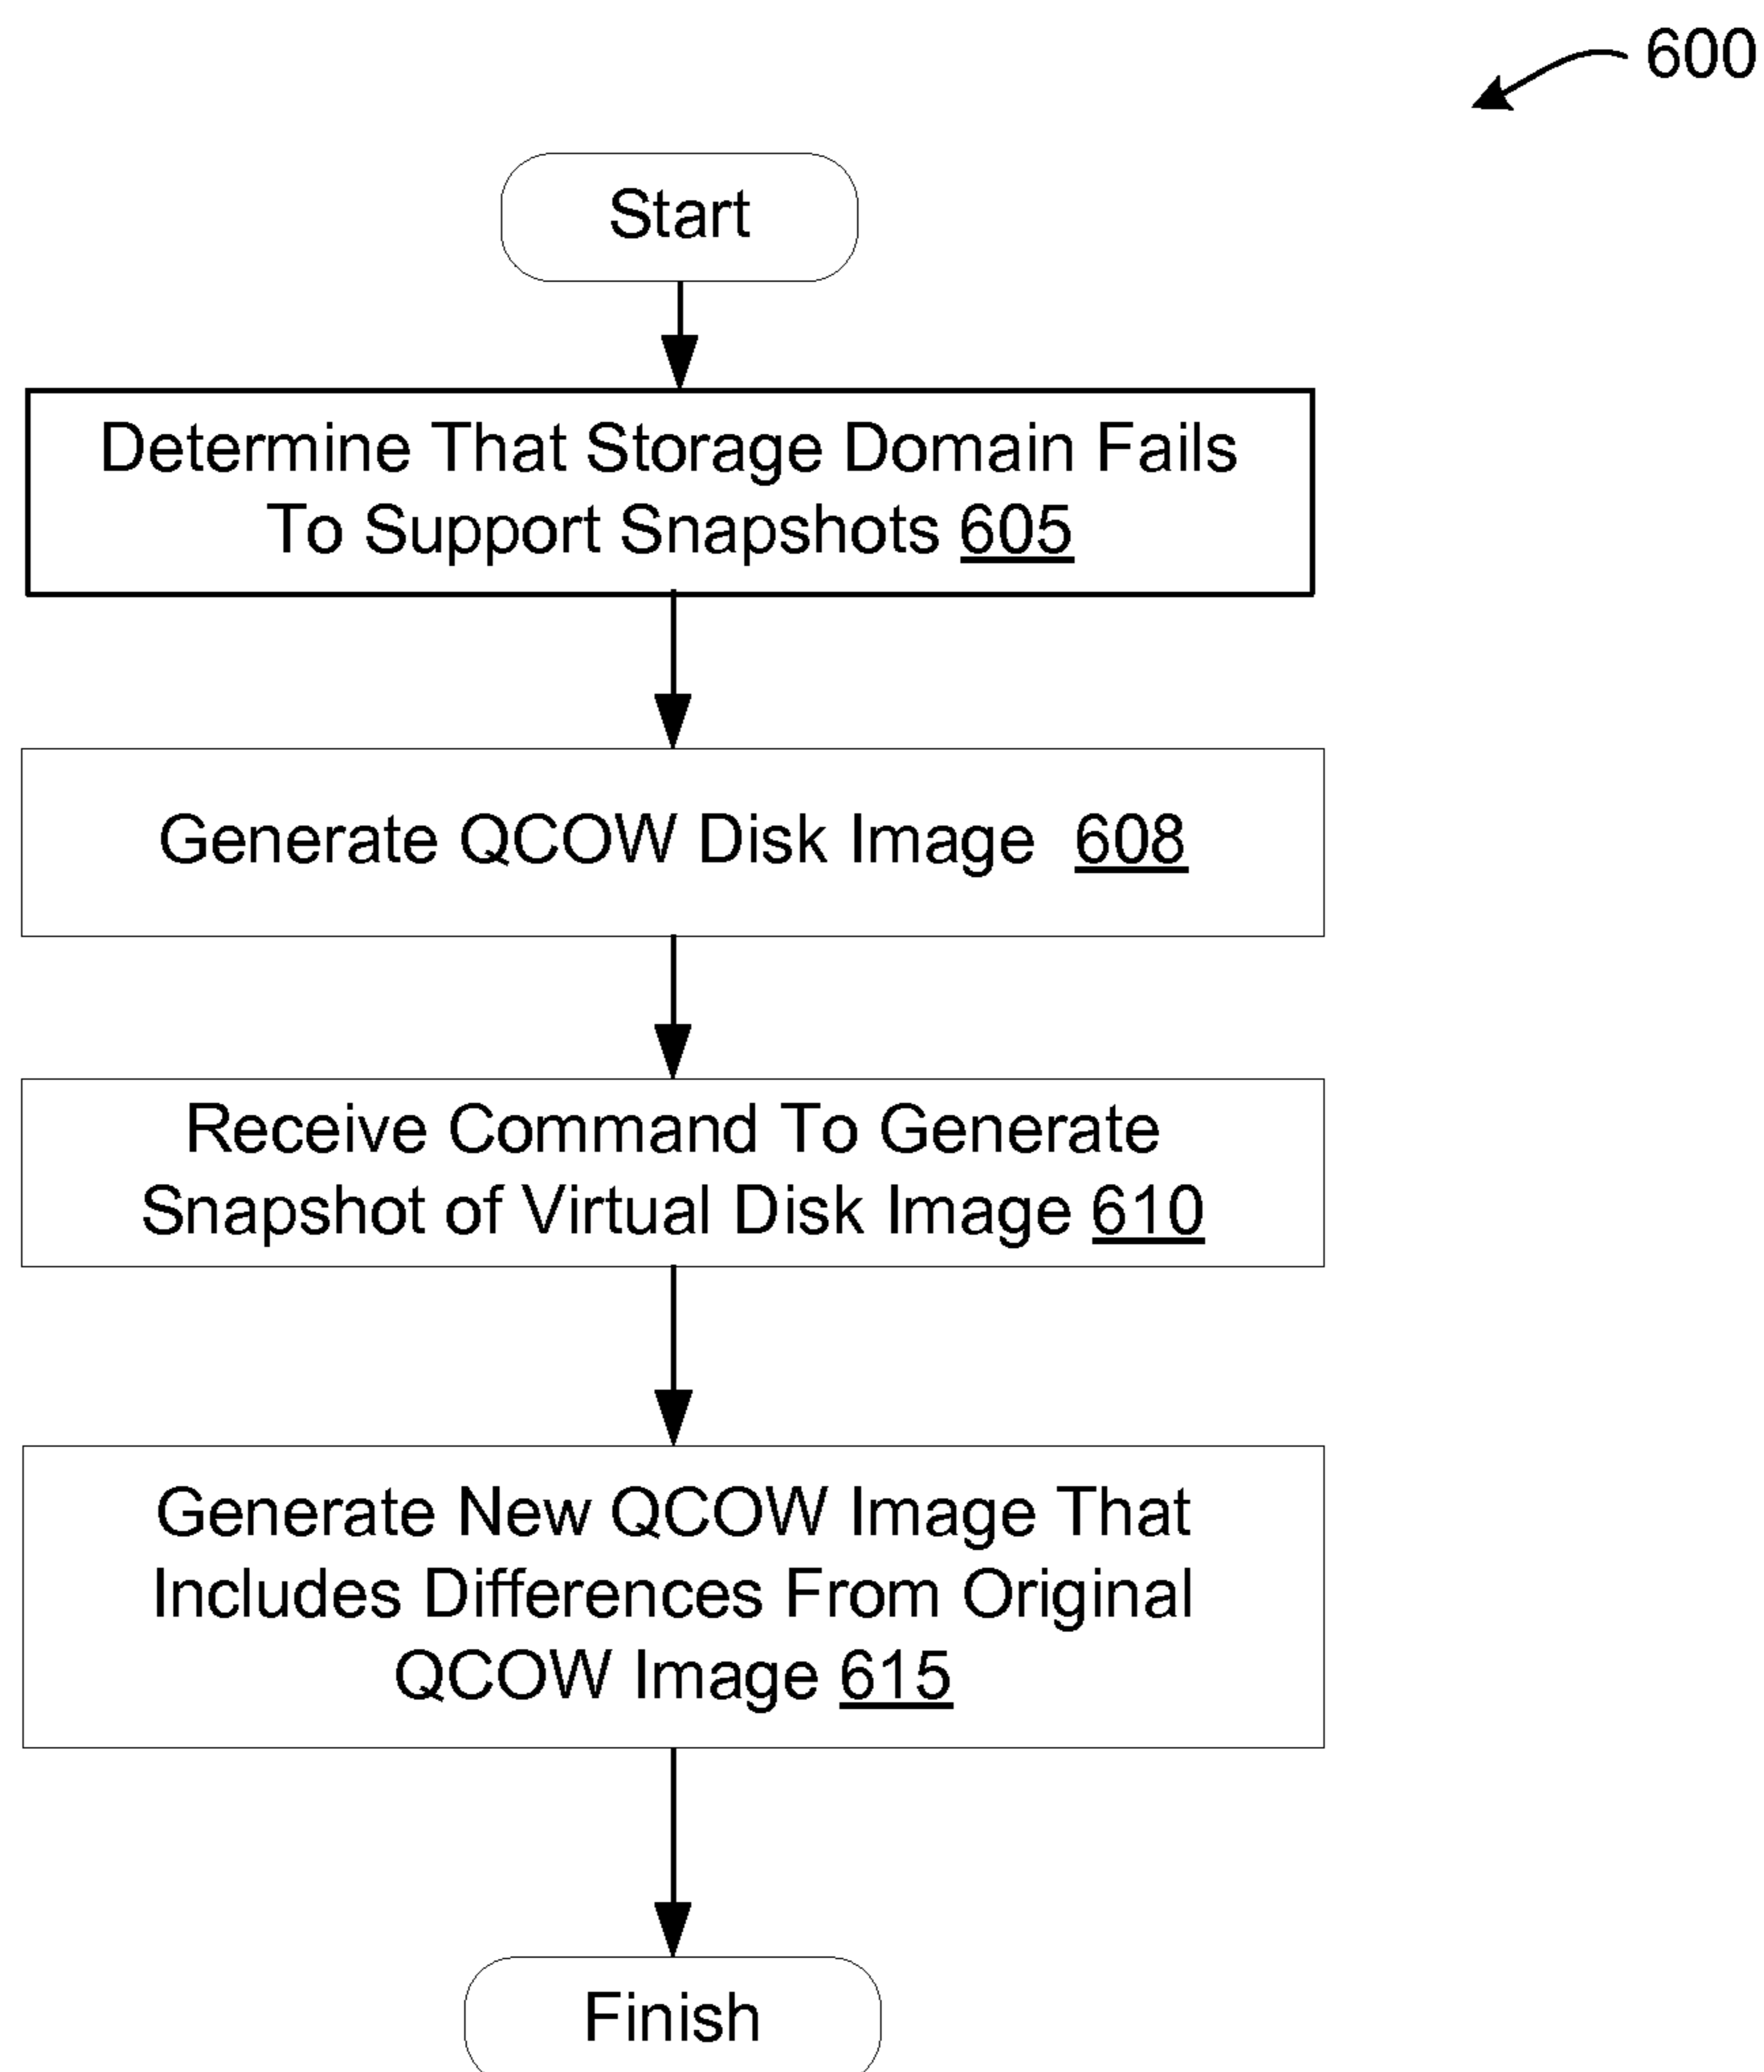 600
Start
Determine That Storage Domain Fails
To Support Snapshots 605
Generate QCOW Disk Image 608
Receive Command To Generate
Snapshot of Virtual Disk Image 610
Generate New QCOW Image That
Includes Differences From Original
QCOW Image 615
Finish